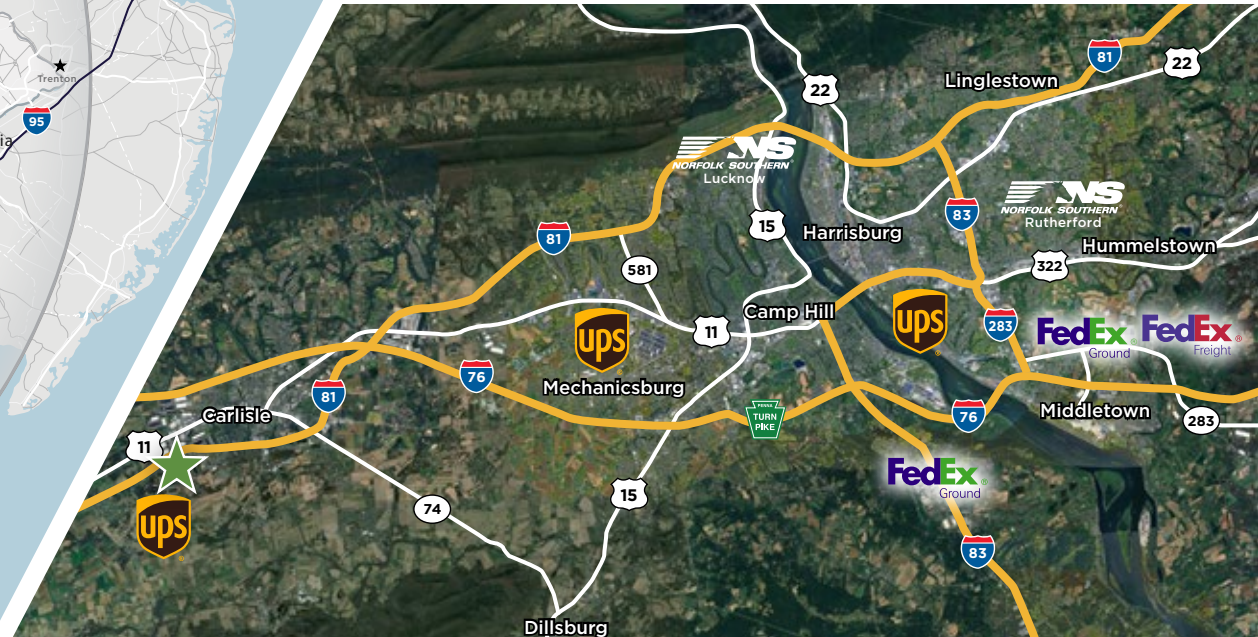 Trenton
95
ia
81
22
Linglestown
22
NS
NORFOLK SOUTHERN®
Lucknow
NS
NORFOLK SOUTHERN®
Rutherford
15
83
Harrisburg
81
Hummelstown
581
322
Camp Hill
ups
ups
283
FedEx®
Ground
FedEx®
Freight
11
76
Mechanicsburg
81
Carlisle
PENNA
TURN
PIKE
76
Middletown
283
11
FedEx®
Ground
ups
15
74
83
Dillsburg